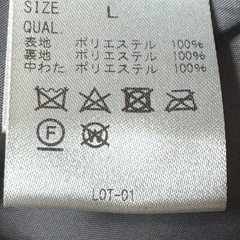 SIZE L
QUAL.
表地 ポリエステル 100%
裏地 ポリエステル 100%
中わた ポリエステル 100%
F W
LOT-01